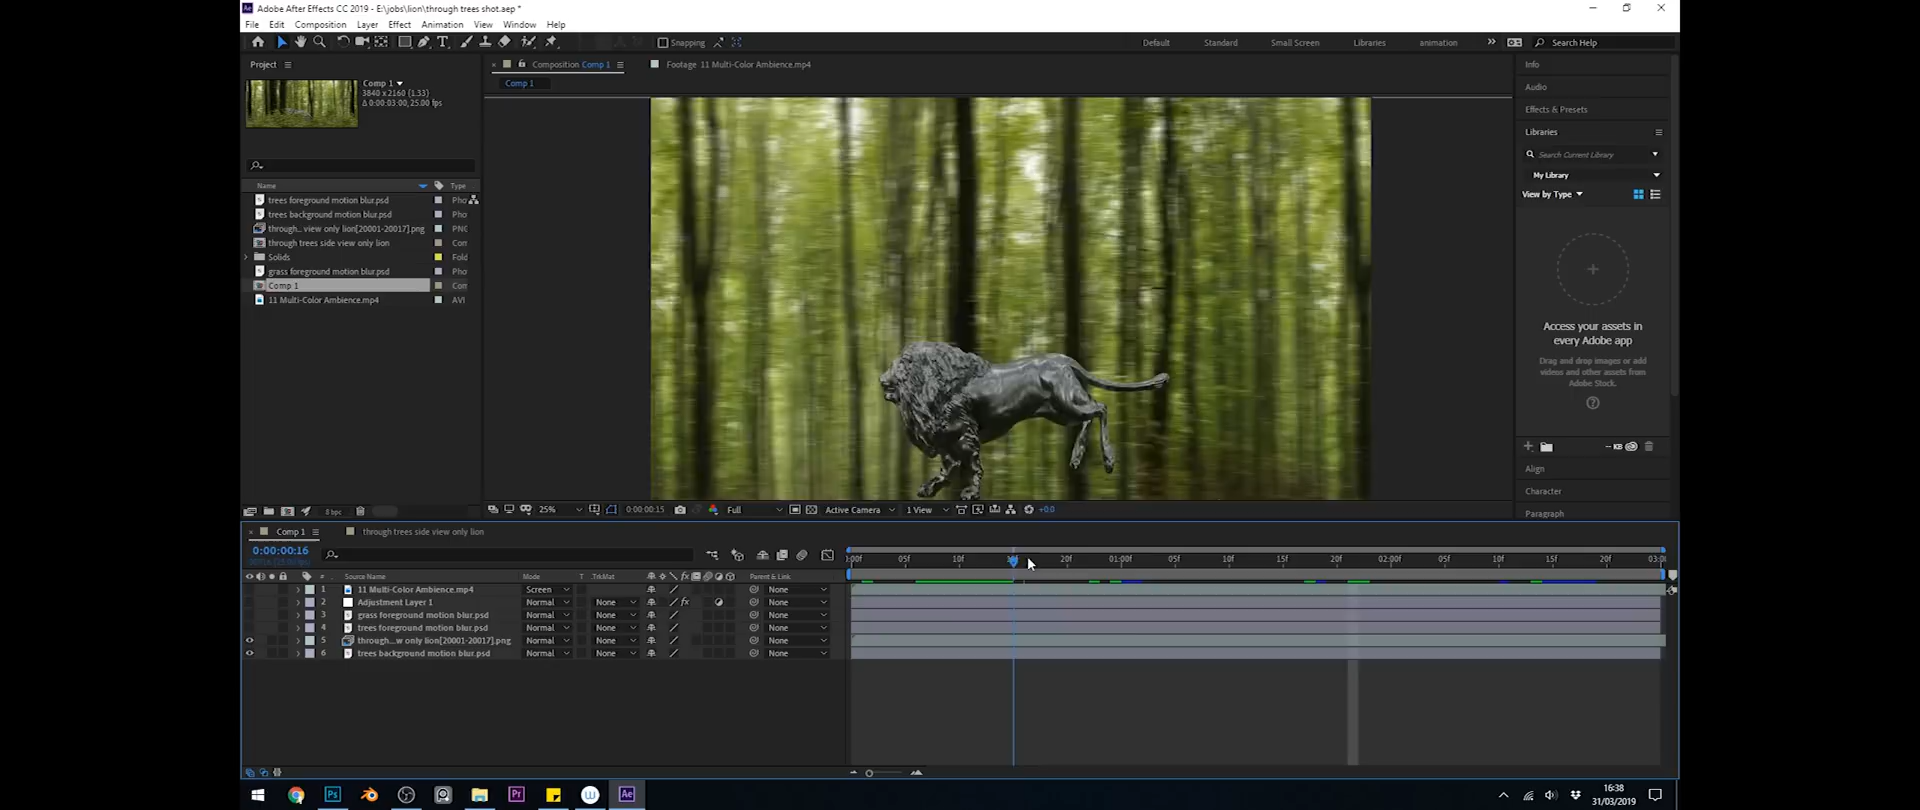 Adobe After Effects CC 2019 - E:\jobs\lion\through trees shot.aep *
File Edit Composition Layer Effect Animation View Window Help
Snapping
Default Standard Small Screen Libraries animation Search Help
Project
Comp 1
3840 x 2160 (1.33)
Δ 0:00:03:00, 25.00 fps
Name Type
trees foreground motion blur.psd Pho
trees background motion blur.psd Pho
through... view only lion[20001-20017].png PNG
through trees side view only lion Con
Solids Fold
grass foreground motion blur.psd Pho
Comp 1 Con
11 Multi-Color Ambience.mp4 AVI
8 bpc
Composition Comp 1
Footage 11 Multi-Color Ambience.mp4
Comp 1
25% 0:00:00:15 Full Active Camera 1 View +0.0
Info
Audio
Effects & Presets
Libraries
Search Current Library
My Library
View by Type
Access your assets in
every Adobe app
Drag and drop images or add
videos and other assets from
Adobe Stock.
-- KB
Align
Character
Paragraph
Comp 1 through trees side view only lion
0:00:00:16
:00f 05f 10f 20f 01:00f 05f 10f 15f 20f 02:00f 05f 10f 15f 20f 03:0
# Source Name Mode T .TrkMat fx Parent & Link
1 11 Multi-Color Ambience.mp4 Screen None
2 Adjustment Layer 1 Normal None fx None
3 grass foreground motion blur.psd Normal None None
4 trees foreground motion blur.psd Normal None None
5 through...w only lion[20001-20017].png Normal None None
6 trees background motion blur.psd Normal None None
16:38
31/03/2019